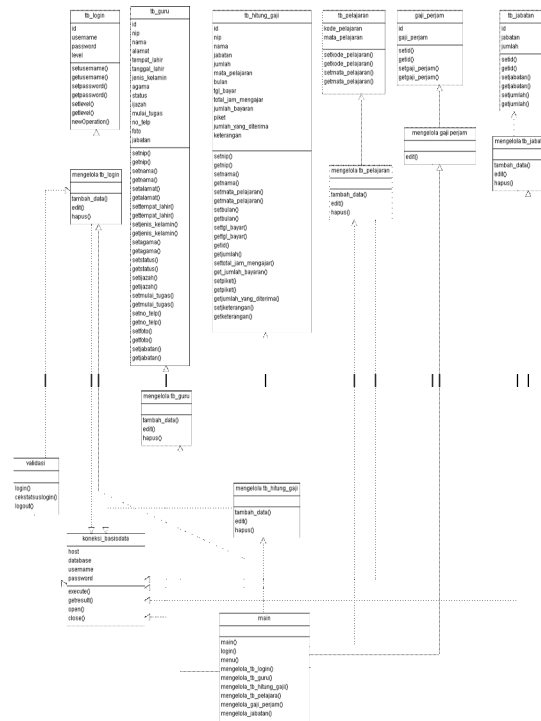 tb_login
id
username
password
level
setusername()
getusername()
setpassword()
getpassword()
setlevel()
getlevel()
newOperation()
tb_guru
id
nip
nama
alamat
tempat_lahir
tanggal_lahir
jenis_kelamin
agama
status
ijazah
mulai_tugas
no_telp
foto
jabatan
setnip()
getnip()
setnama()
getnama()
setalamat()
getalamat()
settempat_lahir()
gettempat_lahir()
setjenis_kelamin()
getjenis_kelamin()
setagama()
getagama()
setstatus()
getstatus()
setijazah()
getijazah()
setmulai_tugas()
getmulai_tugas()
setno_telp()
getno_telp()
setfoto()
getfoto()
setjabatan()
getjabatan()
tb_hitung_gaji
id
nip
nama
jabatan
jumlah
mata_pelajaran
bulan
tgl_bayar
total_jam_mengajar
jumlah_bayaran
piket
jumlah_yang_diterima
keterangan
setnip()
getnip()
setnama()
getnama()
setmata_pelajaran()
getmata_pelajaran()
setbulan()
getbulan()
settgl_bayar()
gettgl_bayar()
getid()
getjumlah()
settotal_jam_mengajar()
get_jumlah_bayaran()
setpiket()
getpiket()
getjumlah_yang_diterima()
setketerangan()
getketerangan()
tb_pelajaran
kode_pelajaran
mata_pelajaran
setkode_pelajaran()
getkode_pelajaran()
setmata_pelajaran()
getmata_pelajaran()
gaji_perjam
id
gaji_perjam
setid()
getid()
setgaji_perjam()
getgaji_perjam()
tb_jabatan
id
jabatan
jumlah
setid()
getid()
setjabatan()
getjabatan()
setjumlah()
getjumlah()
mengelola tb_login
tambah_data()
edit()
hapus()
mengelola tb_pelajaran
tambah_data()
edit()
hapus()
mengelola gaji perjam
edit()
mengelola tb_jabat
tambah_data()
edit()
hapus()
mengelola tb_guru
tambah_data()
edit()
hapus()
validasi
login()
cekstatsuslogin()
logout()
mengelola tb_hitung_gaji
tambah_data()
edit()
hapus()
koneksi_basisdata
host
database
username
password
execute()
getresult()
open()
close()
main
main()
login()
menu()
mengelola_tb_login()
mengelola_tb_guru()
mengelola_tb_hitung_gaji()
mengelola_tb_pelajara()
mengelola_gaji_perjam()
mengelola_jabatan()